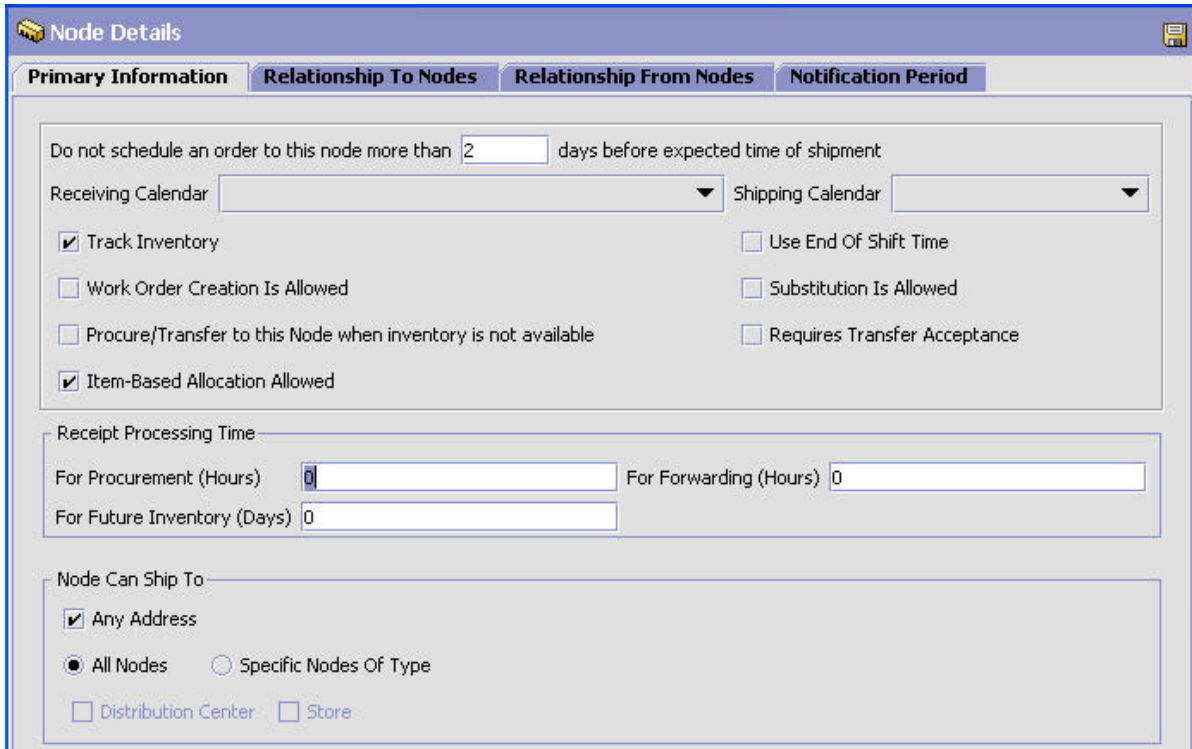 Node Details
Primary Information Relationship To Nodes Relationship From Nodes Notification Period
Do not schedule an order to this node more than 2 days before expected time of shipment
Receiving Calendar Shipping Calendar
Track Inventory Use End Of Shift Time
Work Order Creation Is Allowed Substitution Is Allowed
Procure/Transfer to this Node when inventory is not available Requires Transfer Acceptance
Item-Based Allocation Allowed
Receipt Processing Time
For Procurement (Hours) 0 For Forwarding (Hours) 0
For Future Inventory (Days) 0
Node Can Ship To
Any Address
All Nodes Specific Nodes Of Type
Distribution Center Store